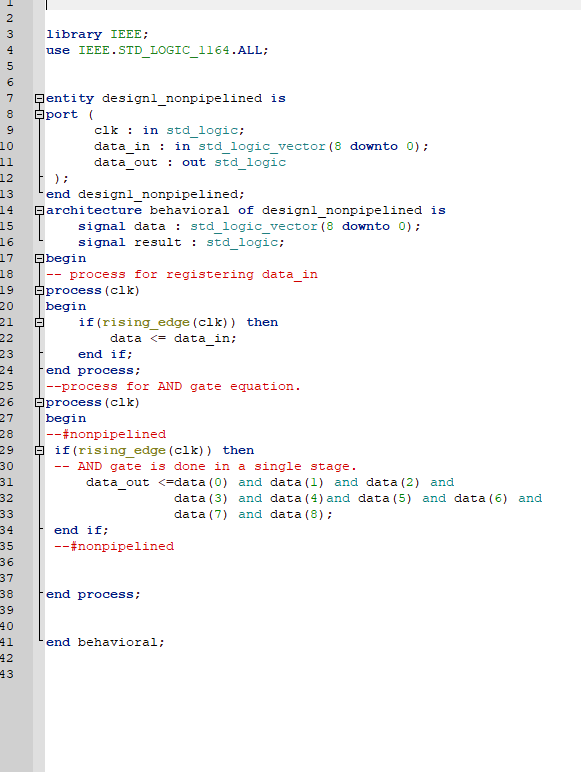 1
2
3 library IEEE;
4 use IEEE.STD_LOGIC_1164.ALL;
5
6
7 entity design1_nonpipelined is
8 port (
9 clk : in std_logic;
10 data_in : in std_logic_vector(8 downto 0);
11 data_out : out std_logic
12 );
13 end design1_nonpipelined;
14 architecture behavioral of design1_nonpipelined is
15 signal data : std_logic_vector(8 downto 0);
16 signal result : std_logic;
17 begin
18 -- process for registering data_in
19 process(clk)
20 begin
21 if(rising_edge(clk)) then
22 data <= data_in;
23 end if;
24 end process;
25 --process for AND gate equation.
26 process(clk)
27 begin
28 --#nonpipelined
29 if(rising_edge(clk)) then
30 -- AND gate is done in a single stage.
31 data_out <=data(0) and data(1) and data(2) and
32 data(3) and data(4)and data(5) and data(6) and
33 data(7) and data(8);
34 end if;
35 --#nonpipelined
36
37
38 end process;
39
40
41 end behavioral;
42
43